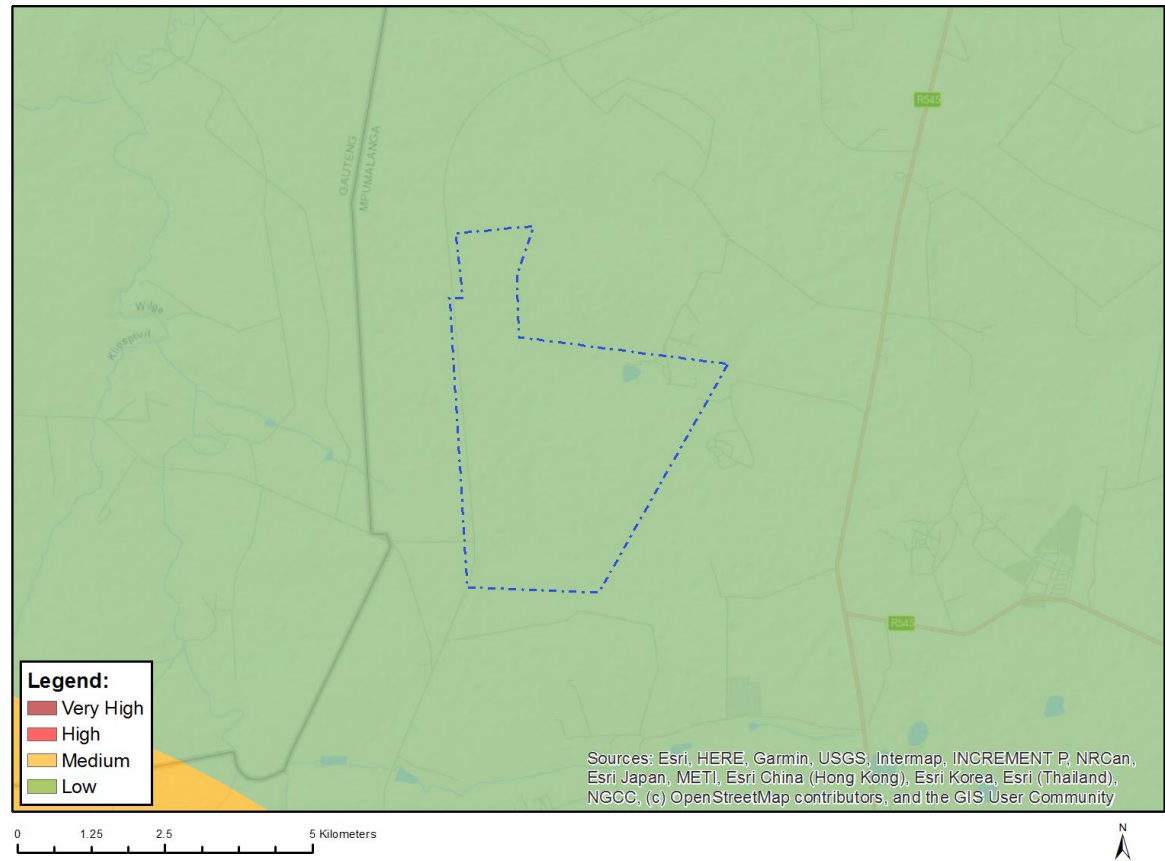 R545
GAUTENG
MPUMALANGA
Wilge
Klipspruit
R545
Legend:
Very High
High
Medium
Low
Sources: Esri, HERE, Garmin, USGS, Intermap, INCREMENT P, NRCan,
Esri Japan, METI, Esri China (Hong Kong), Esri Korea, Esri (Thailand),
NGCC, (c) OpenStreetMap contributors, and the GIS User Community
0 1.25 2.5 5 Kilometers
N